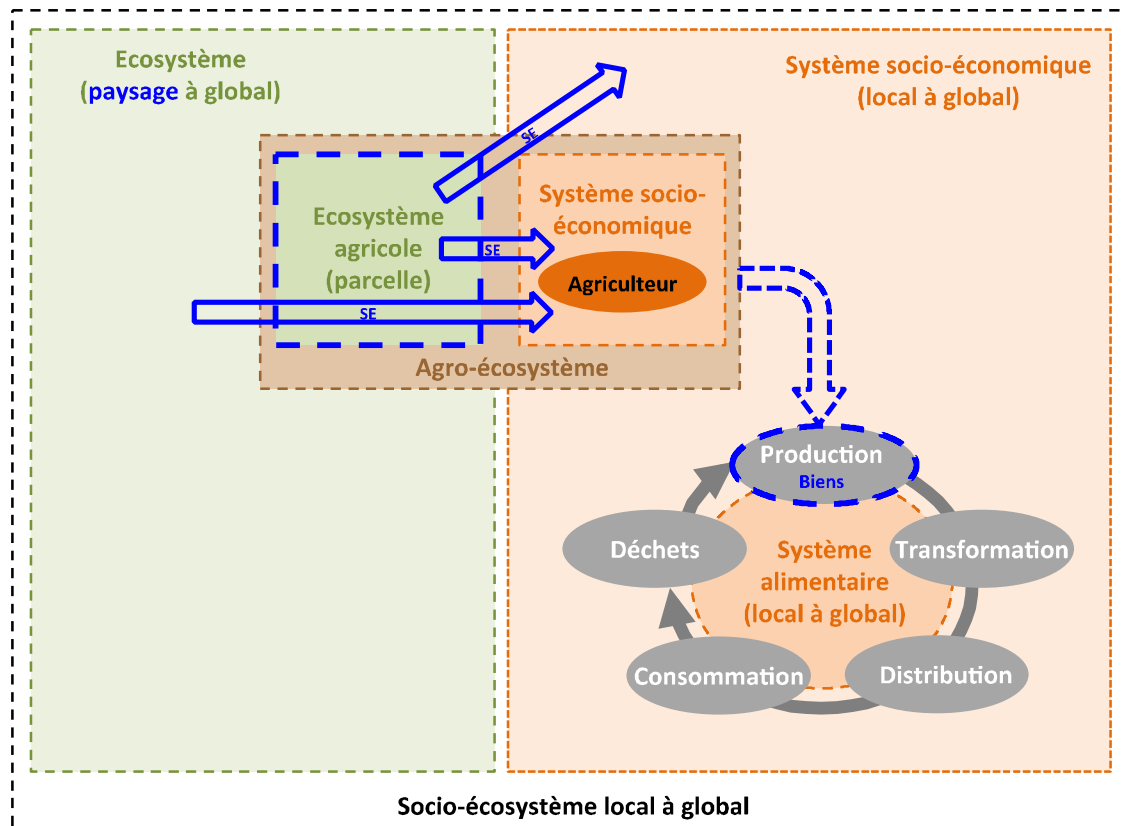 Ecosystème
(paysage à global)
Système socio-économique
(local à global)
SE
Ecosystème
agricole
(parcelle)
Système socio-
économique
SE
Agriculteur
SE
Agro-écosystème
Production
Biens
Déchets
Transformation
Système
alimentaire
(local à global)
Consommation
Distribution
Socio-écosystème local à global